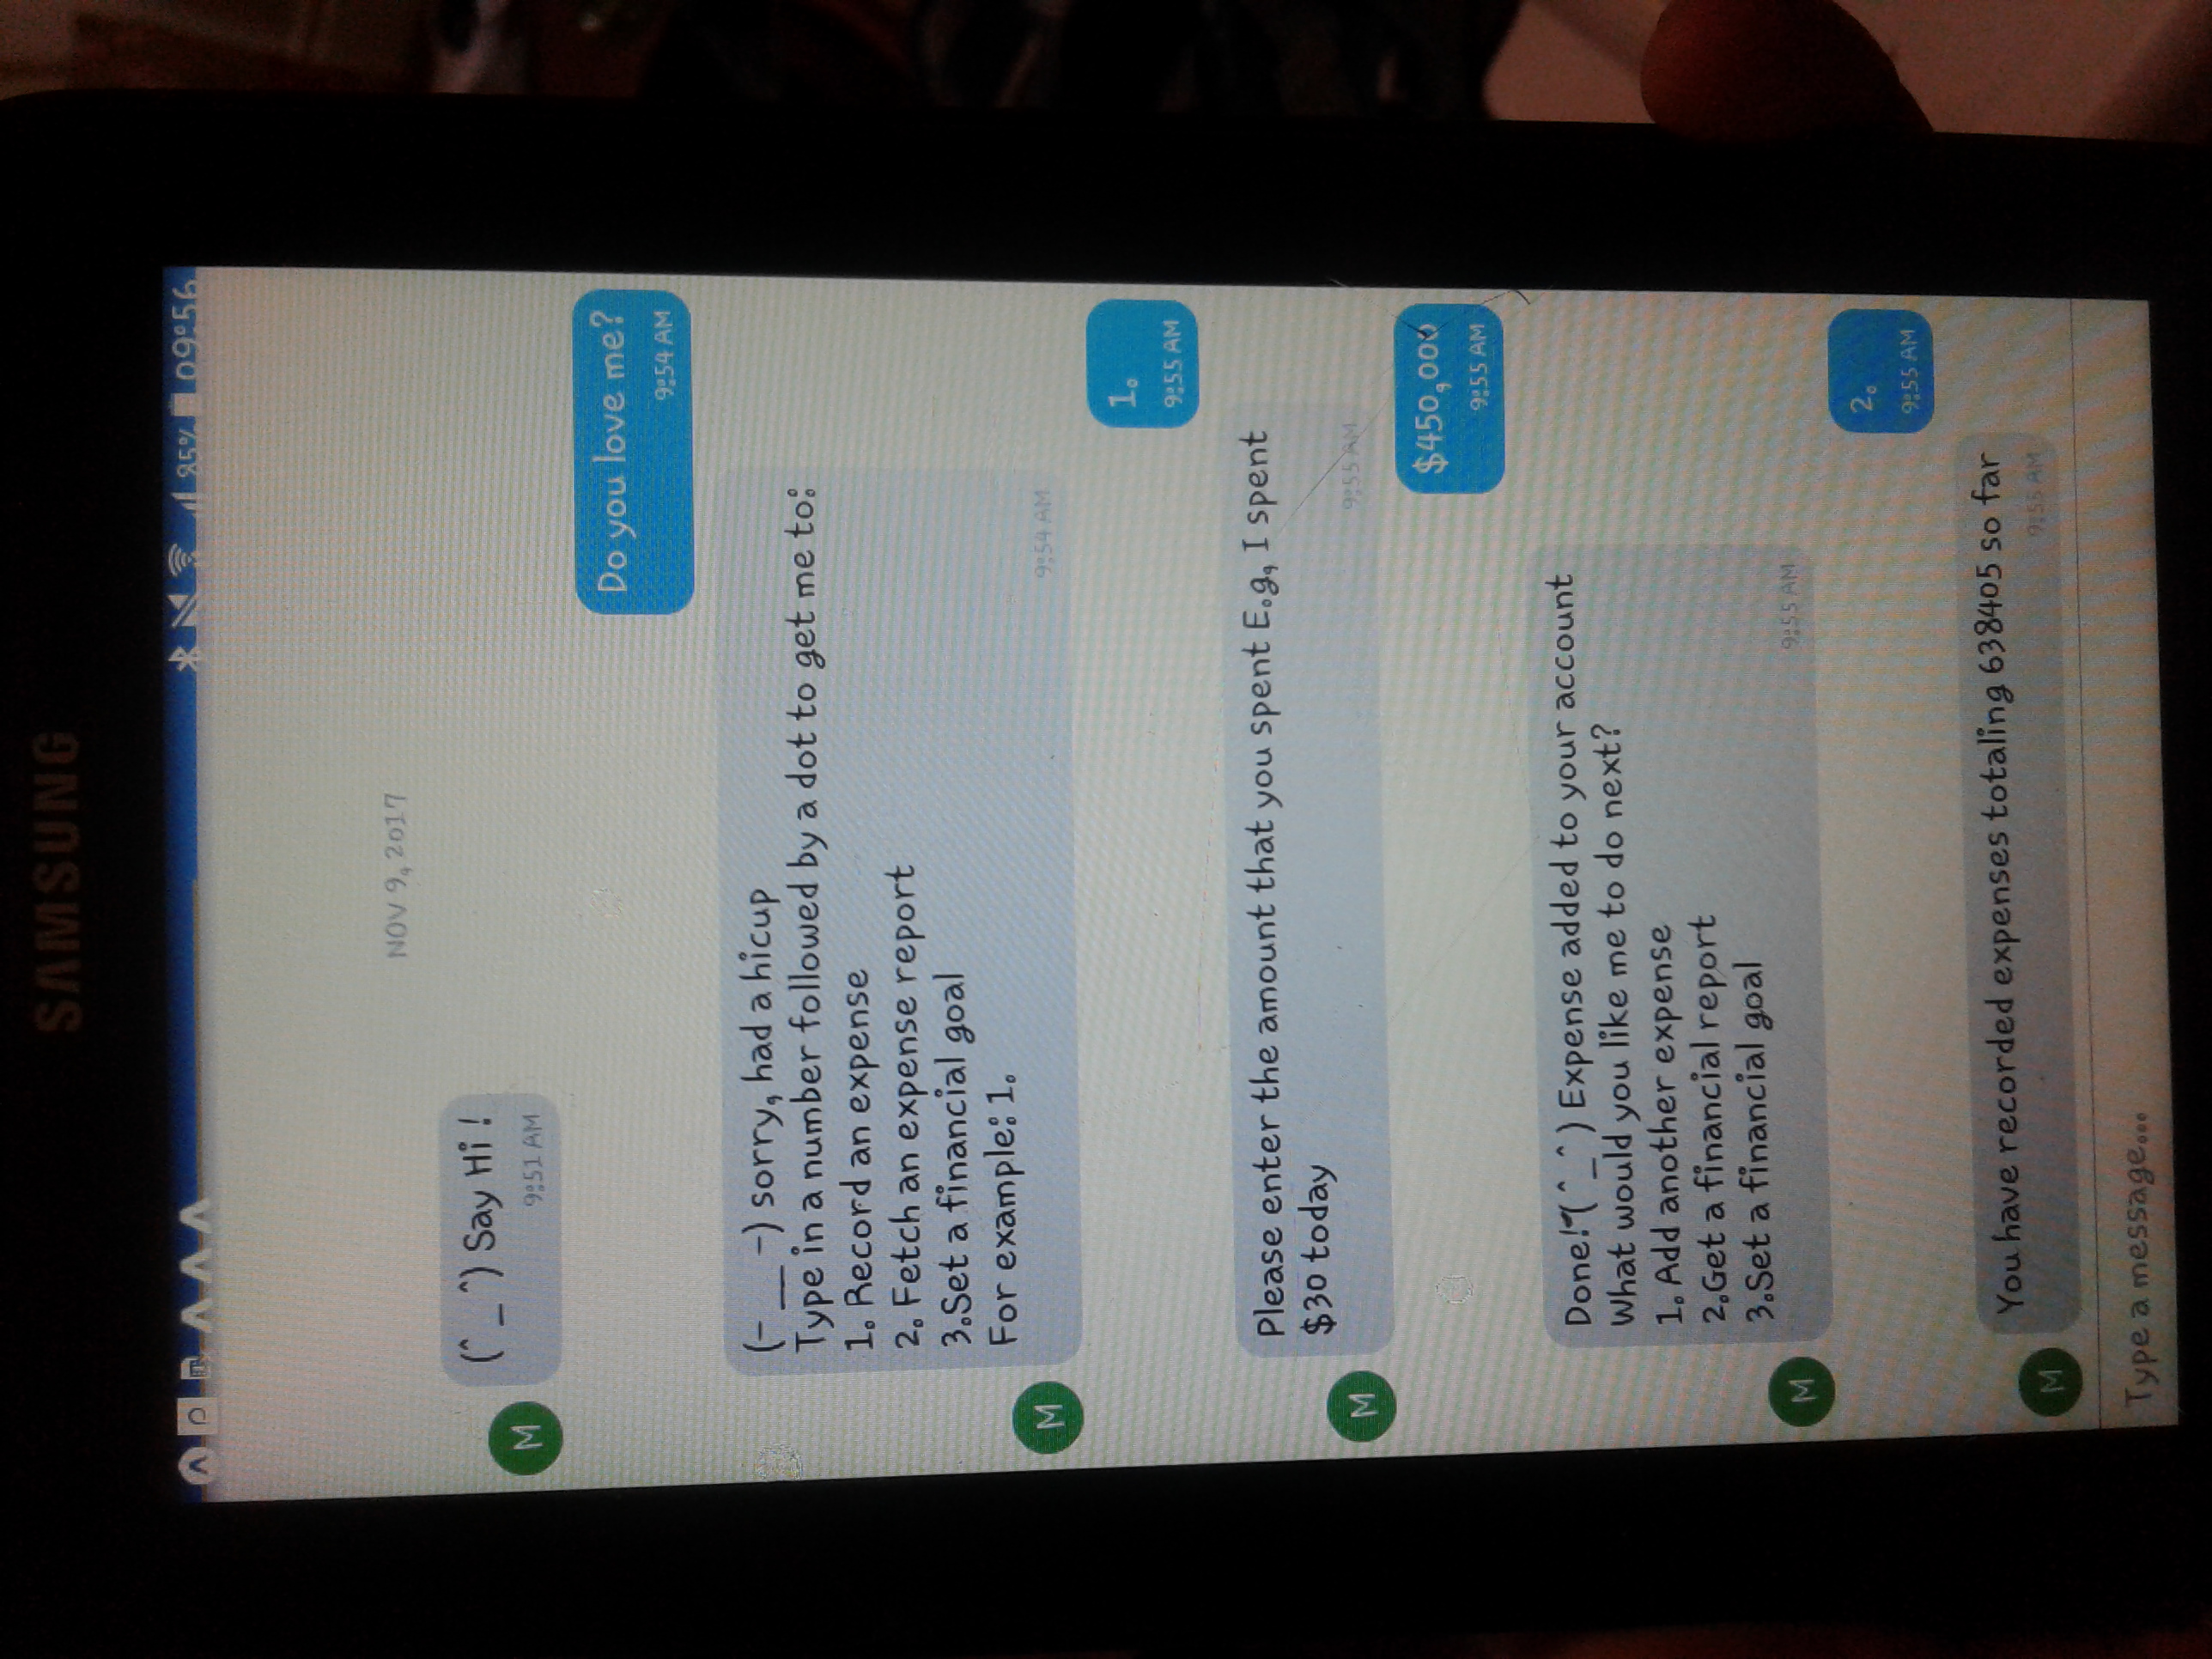 SAMSUNG
85% 09:56
NOV 9, 2017
(^ _ ^) Say Hi !
9:51 AM
M
Do you love me?
9:54 AM
(- __ -) sorry, had a hicup
Type in a number followed by a dot to get me to:
1. Record an expense
2. Fetch an expense report
3.Set a financial goal
For example: 1.
9:54 AM
M
1.
9:55 AM
Please enter the amount that you spent E.g, I spent
$30 today
9:55 AM
M
$450,000
9:55 AM
Done! (^_^) Expense added to your account
What would you like me to do next?
1. Add another expense
2.Get a financial report
3.Set a financial goal
9:55 AM
M
2.
9:55 AM
You have recorded expenses totaling 638405 so far
9:55 AM
M
Type a message...